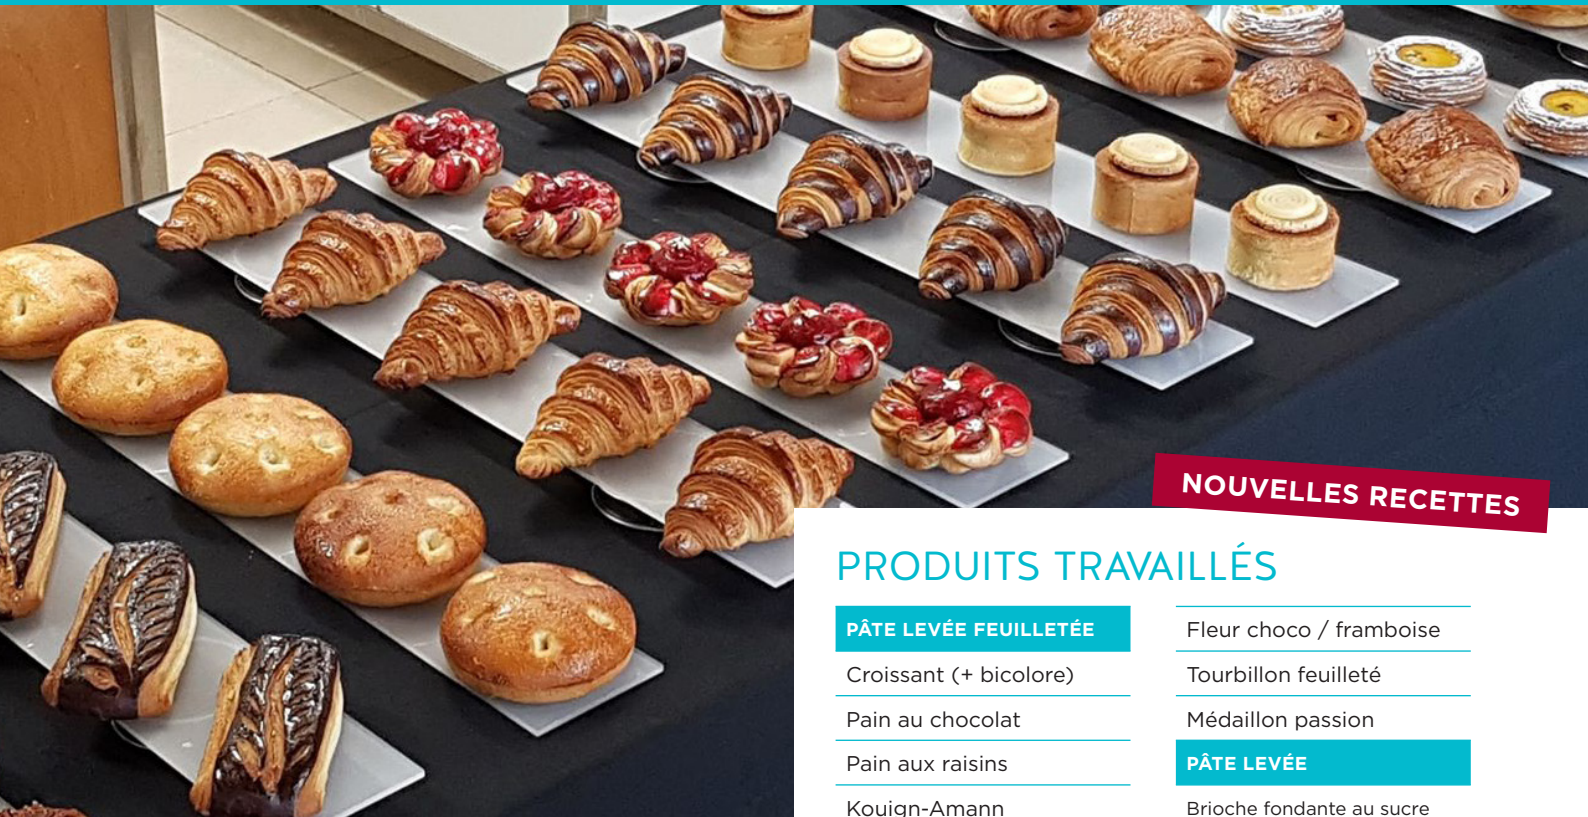 NOUVELLES RECETTES
PRODUITS TRAVAILLÉS
PÂTE LEVÉE FEUILLETÉE
Croissant (+ bicolore)
Pain au chocolat
Pain aux raisins
Kouign-Amann
Fleur choco / framboise
Tourbillon feuilleté
Médaillon passion
PÂTE LEVÉE
Brioche fondante au sucre